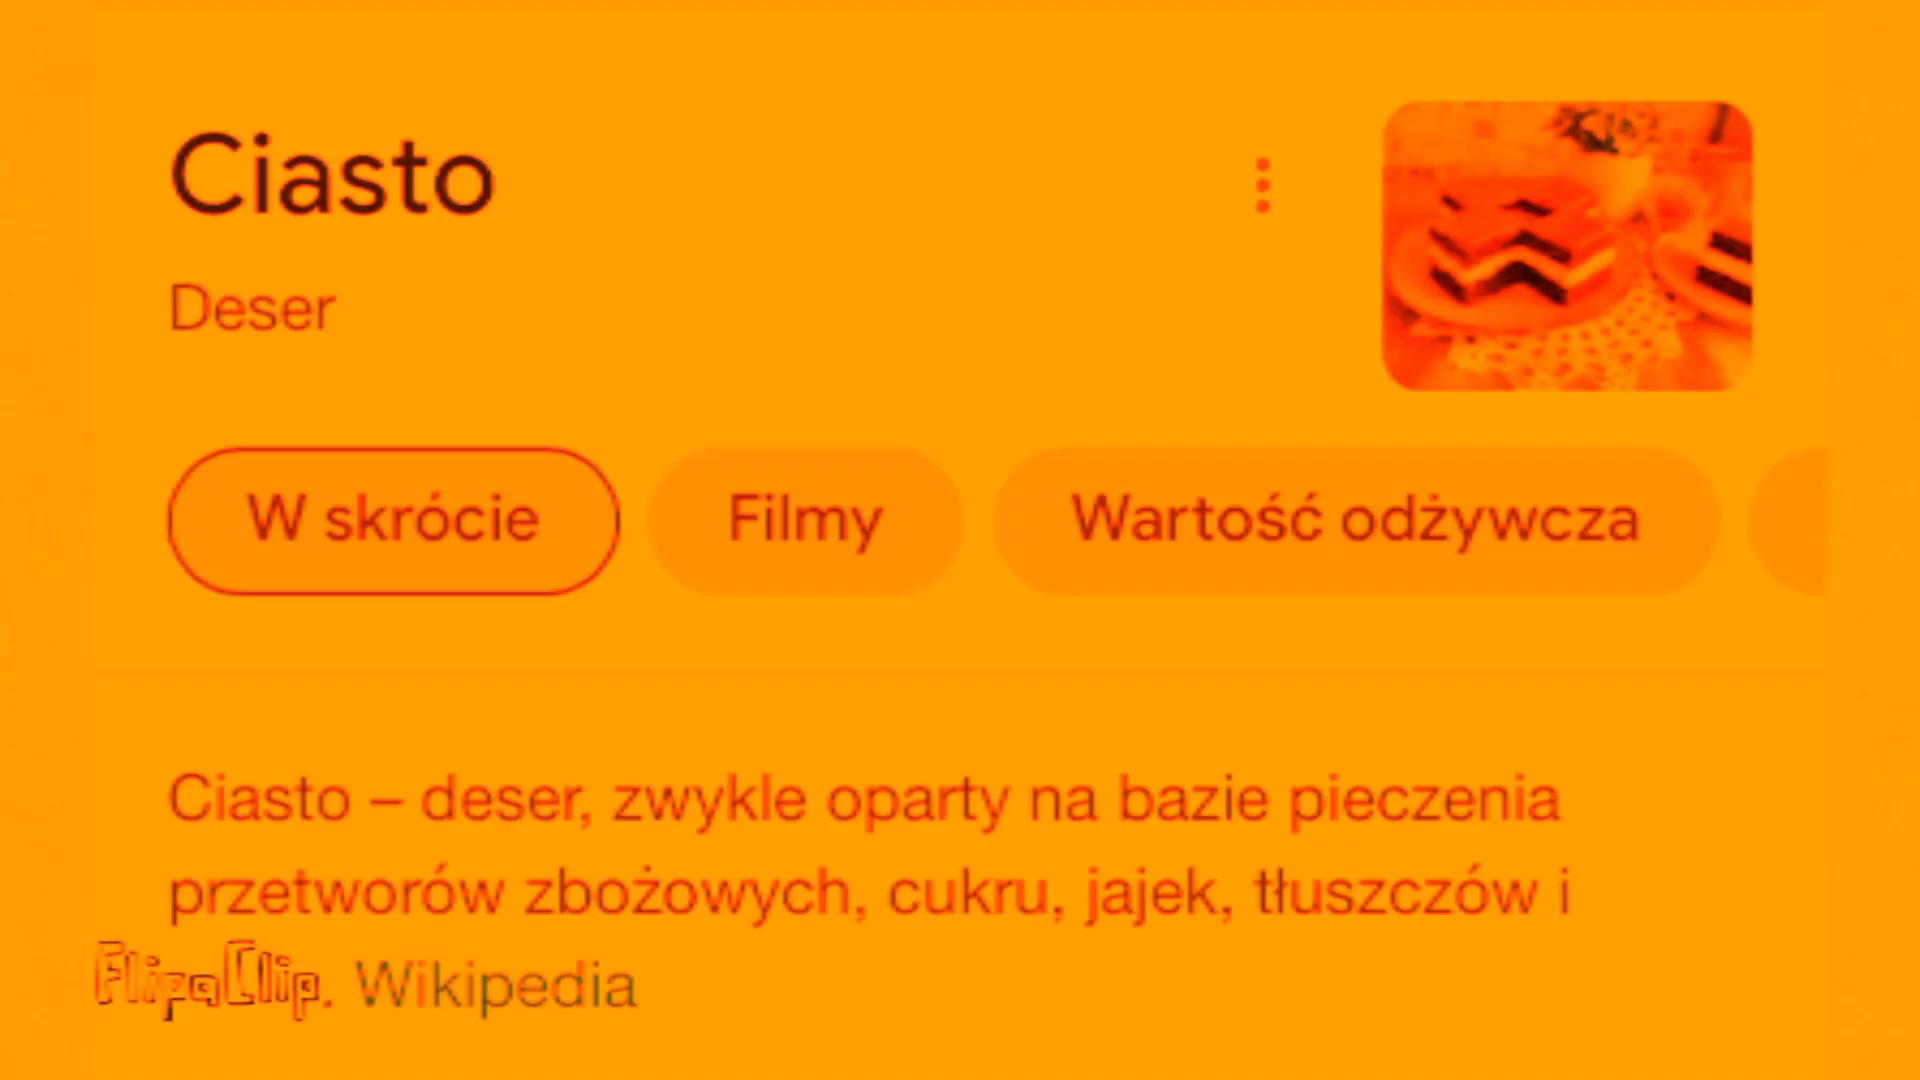 Ciasto
Deser
W skrócie
Filmy
Wartość odżywcza
Ciasto – deser, zwykle oparty na bazie pieczenia
przetworów zbożowych, cukru, jajek, tłuszczów i
FlipaClip. Wikipedia